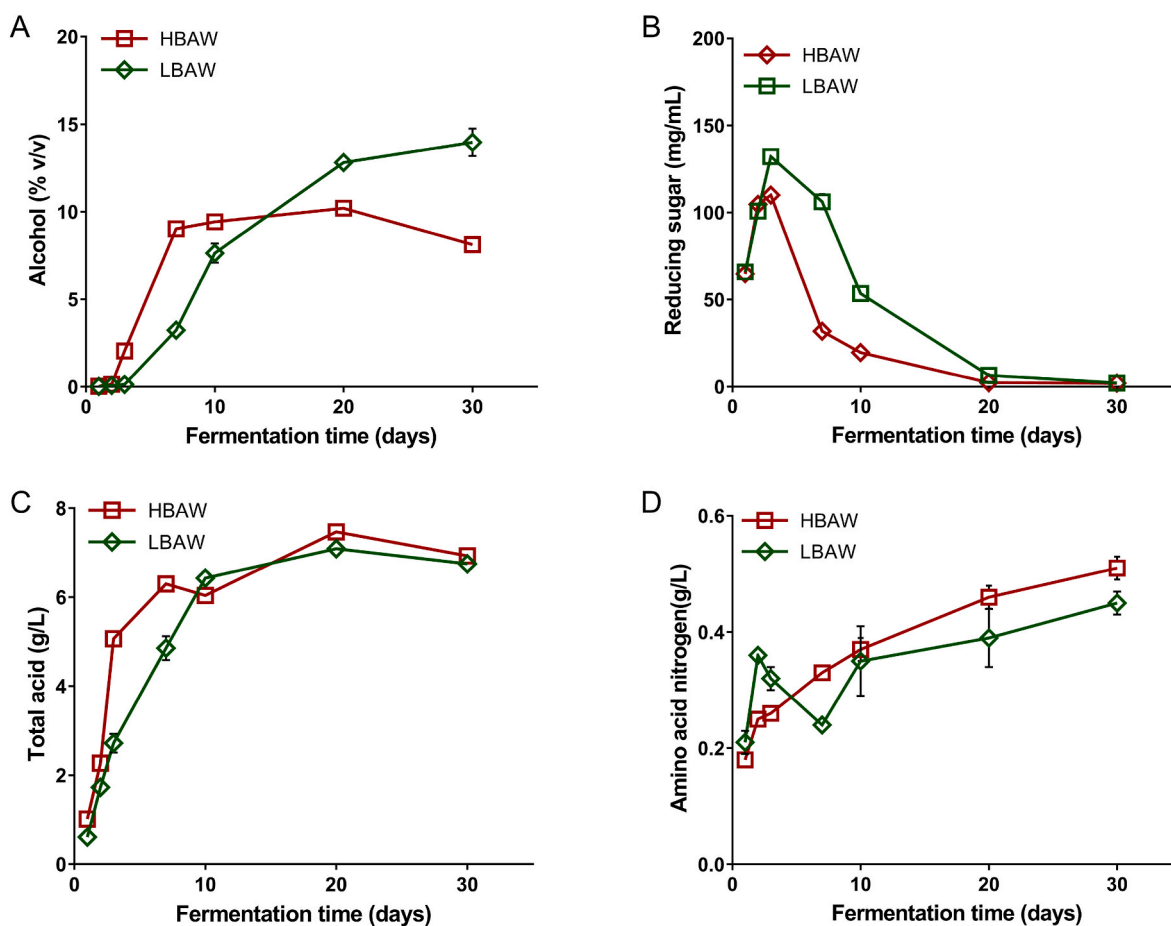 A
HBAW
LBAW
Alcohol (% v/v)
20
15
10
5
0
0 10 20 30
Fermentation time (days)
B
HBAW
LBAW
Reducing sugar (mg/mL)
200
150
100
50
0
0 10 20 30
Fermentation time (days)
C
HBAW
LBAW
Total acid (g/L)
8
6
4
2
0
0 10 20 30
Fermentation time (days)
D
HBAW
LBAW
Amino acid nitrogen(g/L)
0.6
0.4
0.2
0.0
0 10 20 30
Fermentation time (days)